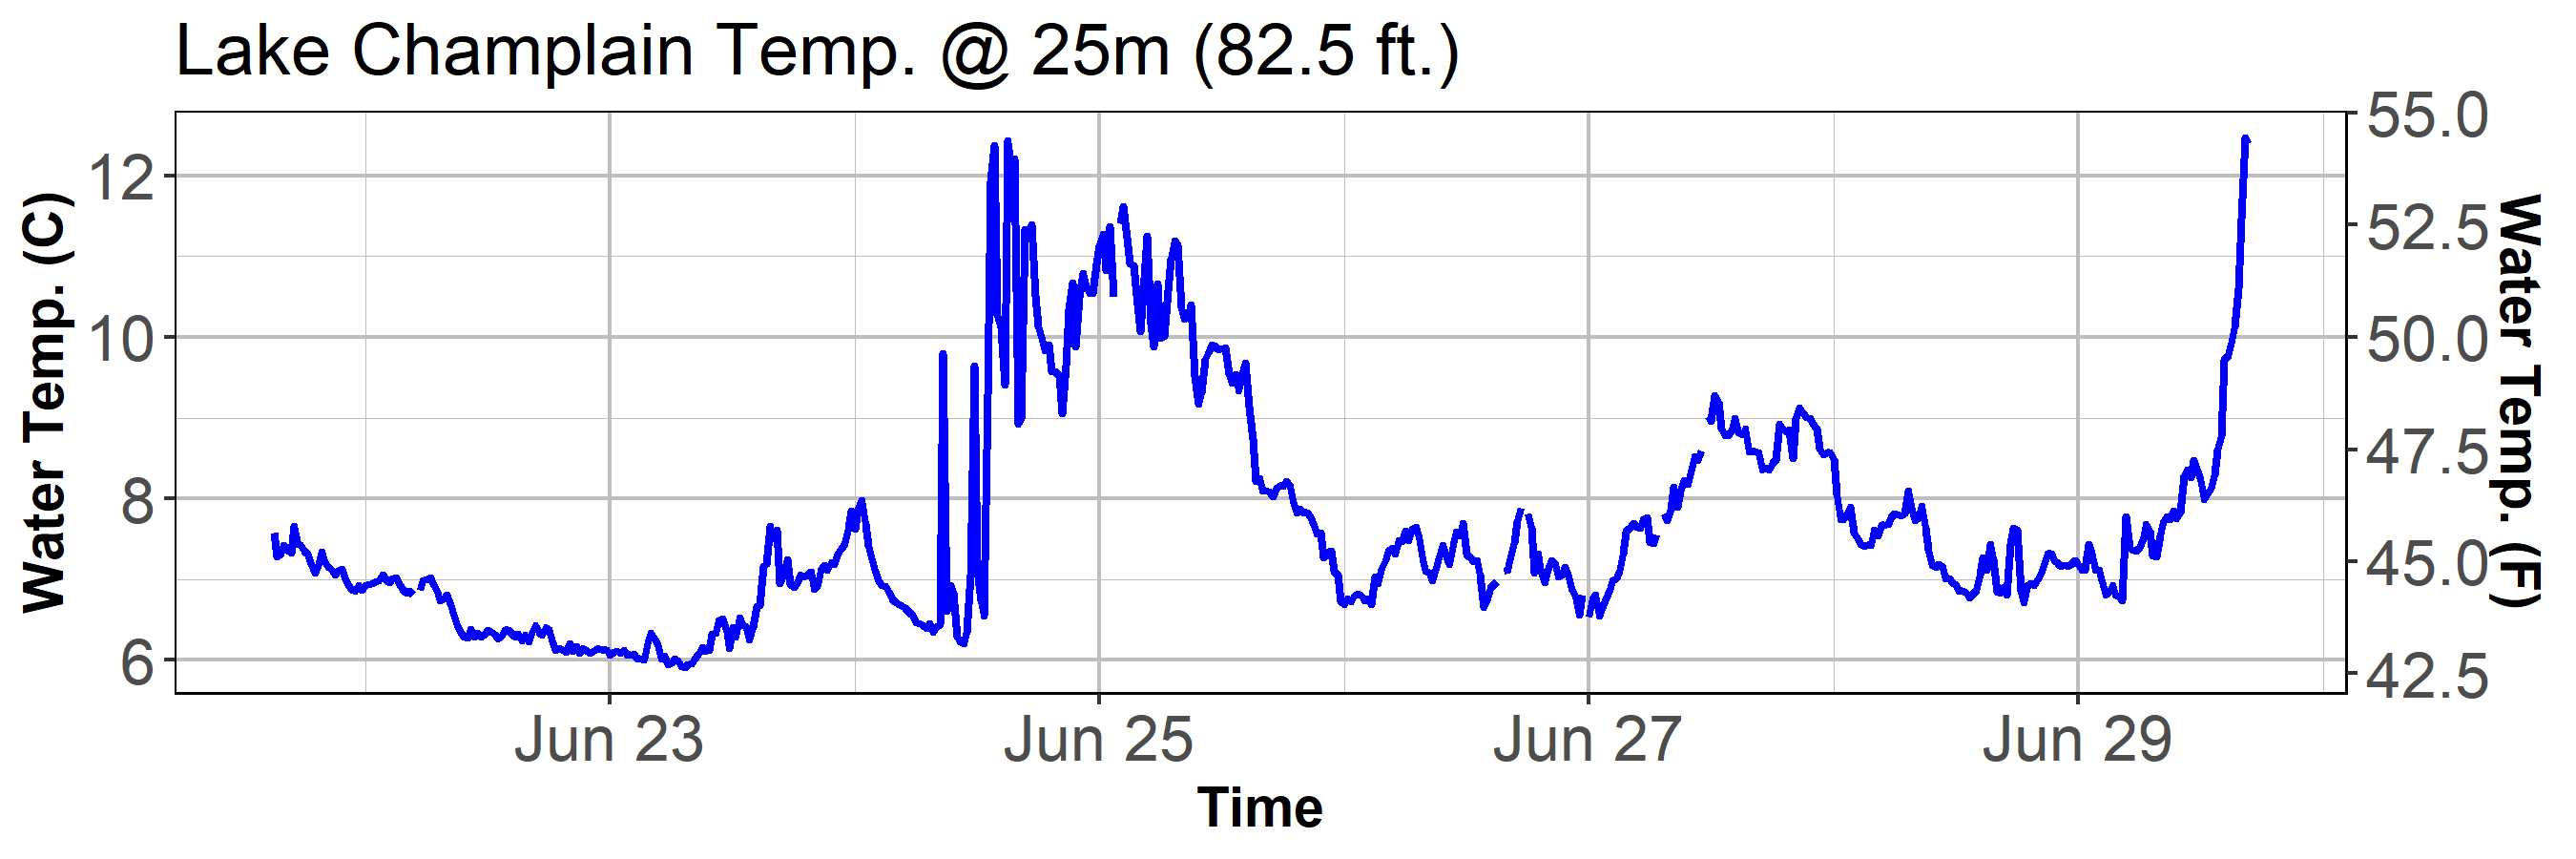 Lake Champlain Temp. @ 25m (82.5 ft.)
Water Temp. (C)
12
10
8
6
55.0
52.5
50.0
47.5
45.0
42.5
Water Temp. (F)
Jun 23
Jun 25
Jun 27
Jun 29
Time